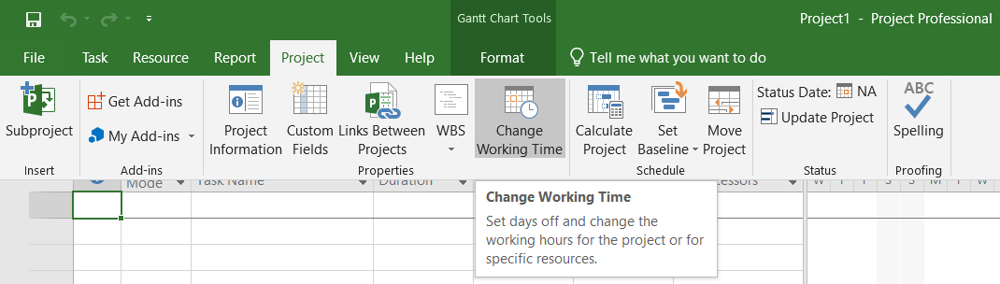 Gantt Chart Tools
Project1 - Project Professional
File Task Resource Report Project View Help Format Tell me what you want to do
Subproject
Get Add-ins
My Add-ins
Project
Information
Custom
Fields
Links Between
Projects
WBS
Change
Working Time
Calculate
Project
Set
Baseline
Move
Project
Status Date: NA
Update Project
ABC
Spelling
Insert Add-ins Properties Schedule Status Proofing
Mode Task Name Duration
W T F S S M T W
Change Working Time
Set days off and change the
working hours for the project or for
specific resources.